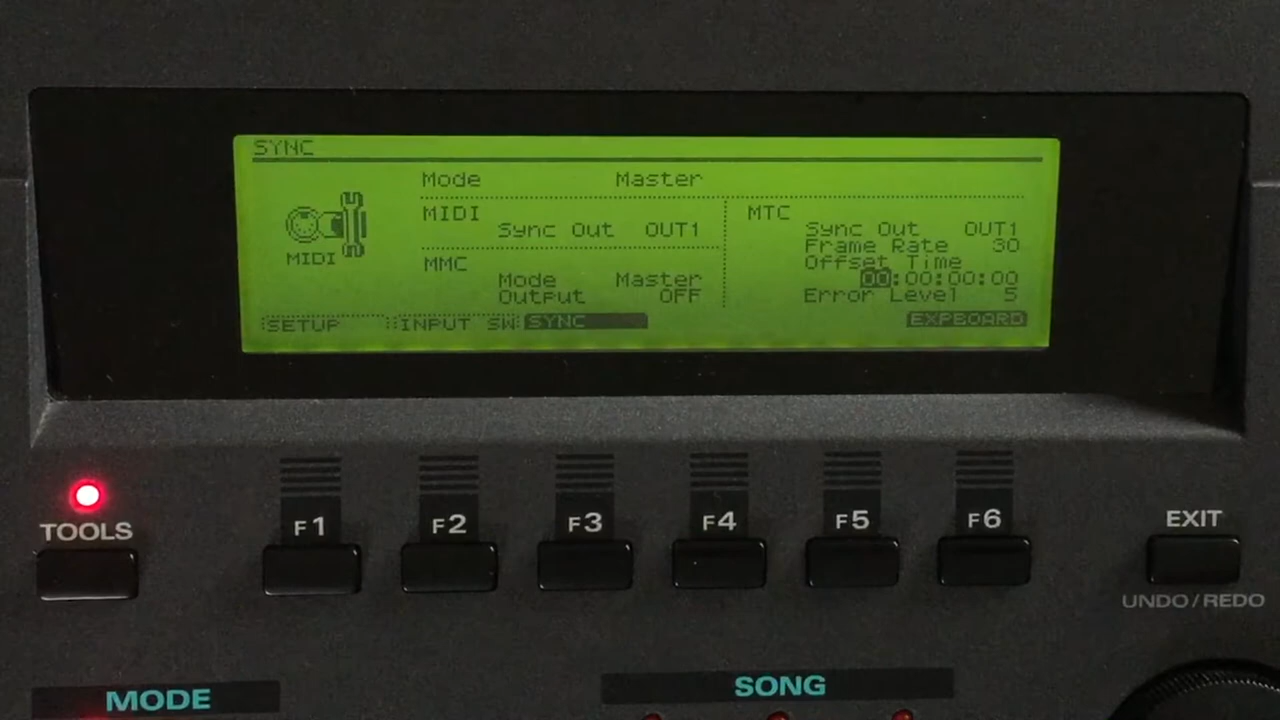 SYNC
Mode Master
MIDI
Sync Out OUT1
MMC
Mode Master
Output OFF
MTC
Sync Out OUT1
Frame Rate 30
Offset Time
00:00:00:00
Error Level 5
MIDI
SETUP INPUT SW SYNC EXPBOARD
TOOLS F1 F2 F3 F4 F5 F6 EXIT
UNDO/REDO
MODE SONG